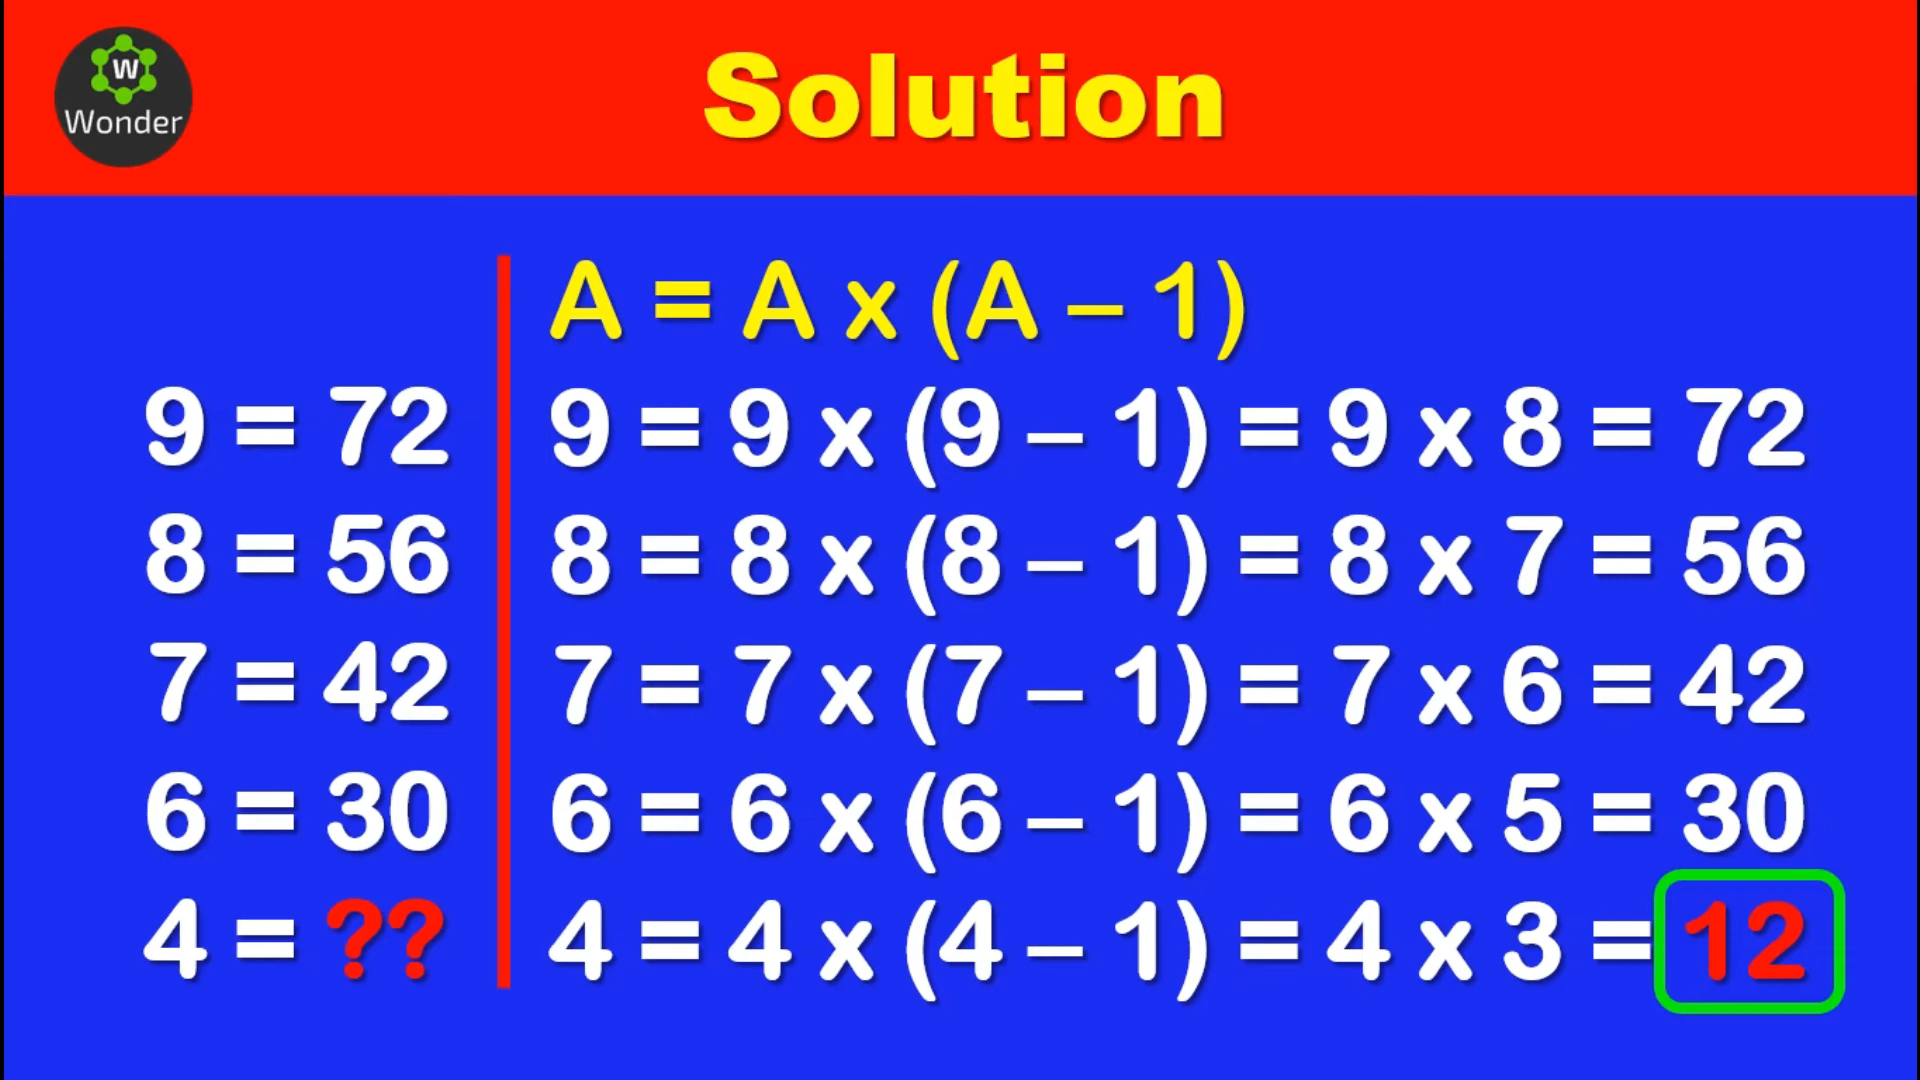 W
Wonder
Solution
A = A x (A – 1)
9 = 72
9 = 9 x (9 – 1) = 9 x 8 = 72
8 = 56
8 = 8 x (8 – 1) = 8 x 7 = 56
7 = 42
7 = 7 x (7 – 1) = 7 x 6 = 42
6 = 30
6 = 6 x (6 – 1) = 6 x 5 = 30
4 = ??
4 = 4 x (4 – 1) = 4 x 3 = 12